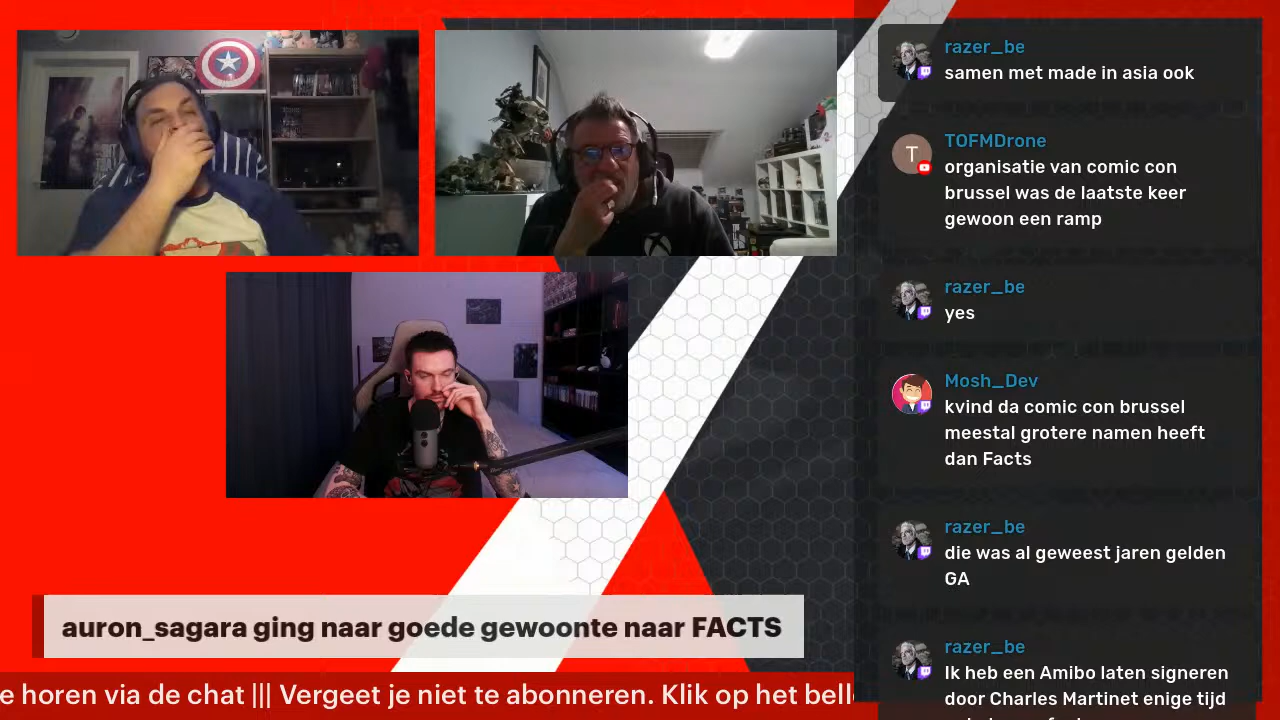 razer_be
samen met made in asia ook
T
TOFMDrone
organisatie van comic con
brussel was de laatste keer
gewoon een ramp
razer_be
yes
Mosh_Dev
kvind da comic con brussel
meestal grotere namen heeft
dan Facts
razer_be
die was al geweest jaren gelden
GA
razer_be
Ik heb een Amibo laten signeren
door Charles Martinet enige tijd
auron_sagara ging naar goede gewoonte naar FACTS
e horen via de chat ||| Vergeet je niet te abonneren. Klik op het bell